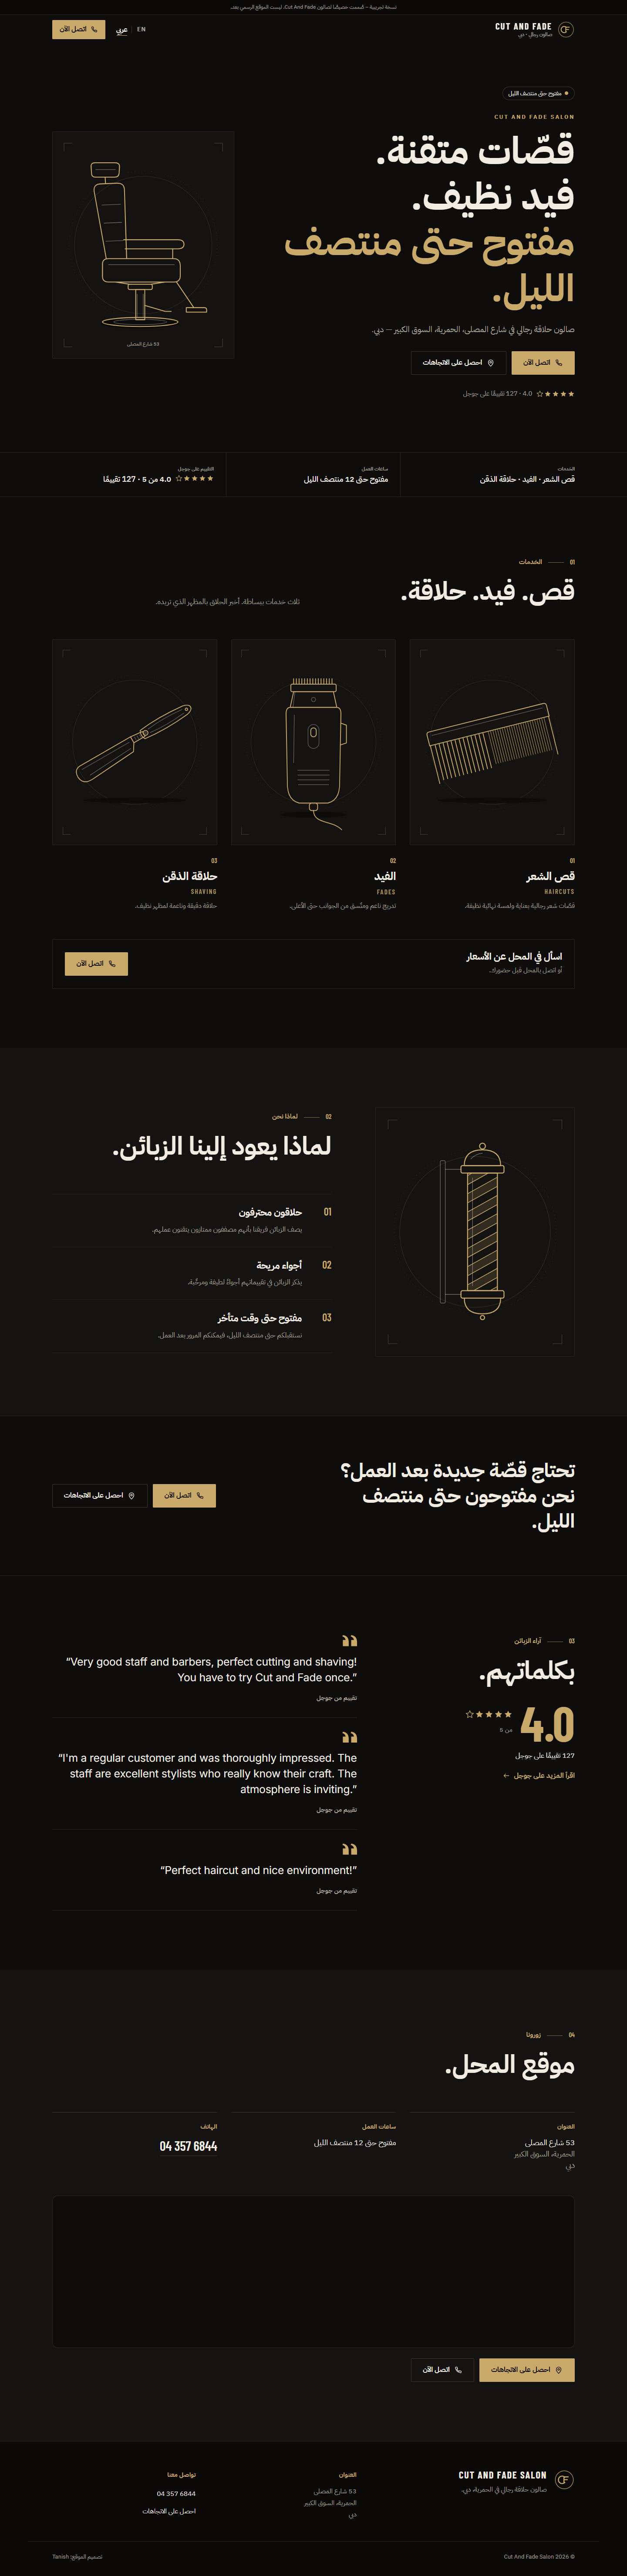 نسخة تجريبية – صُممت خصيصًا لصالون Cut And Fade. ليست الموقع الرسمي بعد.
CUT AND FADE
صالون رجالي · دبي
EN
عربي
اتصل الآن
مفتوح حتى منتصف الليل
CUT AND FADE SALON
قصّات متقنة.
فيد نظيف.
مفتوح حتى منتصف
الليل.
صالون حلاقة رجالي في شارع المصلى، الحمرية، السوق الكبير — دبي.
اتصل الآن
احصل على الاتجاهات
4.0 · 127 تقييمًا على جوجل
53 شارع المصلى
الخدمات
قص الشعر · الفيد · حلاقة الذقن
ساعات العمل
مفتوح حتى 12 منتصف الليل
التقييم على جوجل
4.0 من 5 · 127 تقييمًا
01
الخدمات
قص. فيد. حلاقة.
ثلاث خدمات ببساطة. أخبر الحلاق بالمظهر الذي تريده.
01
قص الشعر
HAIRCUTS
قصّات شعر رجالية بعناية ولمسة نهائية نظيفة.
02
الفيد
FADES
تدريج ناعم ومتّسق من الجوانب حتى الأعلى.
03
حلاقة الذقن
SHAVING
حلاقة دقيقة وناعمة لمظهر نظيف.
اسأل في المحل عن الأسعار
أو اتصل بالمحل قبل حضورك.
اتصل الآن
02
لماذا نحن
لماذا يعود إلينا الزبائن.
01
حلاقون محترفون
يصف الزبائن فريقنا بأنهم مصففون ممتازون يتقنون عملهم.
02
أجواء مريحة
يذكر الزبائن في تقييماتهم أجواءً لطيفة ومرحّبة.
03
مفتوح حتى وقت متأخر
نستقبلكم حتى منتصف الليل، فيمكنكم المرور بعد العمل.
تحتاج قصّة جديدة بعد العمل؟
نحن مفتوحون حتى منتصف
الليل.
اتصل الآن
احصل على الاتجاهات
03
آراء الزبائن
بكلماتهم.
4.0
من 5
127 تقييمًا على جوجل
اقرأ المزيد على جوجل ←
“Very good staff and barbers, perfect cutting and shaving!
You have to try Cut and Fade once.”
تقييم من جوجل
“I'm a regular customer and was thoroughly impressed. The
staff are excellent stylists who really know their craft. The
atmosphere is inviting.”
تقييم من جوجل
“Perfect haircut and nice environment!”
تقييم من جوجل
04
زورونا
موقع المحل.
العنوان
53 شارع المصلى
الحمرية، السوق الكبير
دبي
ساعات العمل
مفتوح حتى 12 منتصف الليل
الهاتف
04 357 6844
احصل على الاتجاهات
اتصل الآن
CUT AND FADE SALON
صالون حلاقة رجالي في الحمرية، دبي.
العنوان
53 شارع المصلى
الحمرية، السوق الكبير
دبي
تواصل معنا
04 357 6844
احصل على الاتجاهات
© 2026 Cut And Fade Salon
تصميم الموقع: Tanish